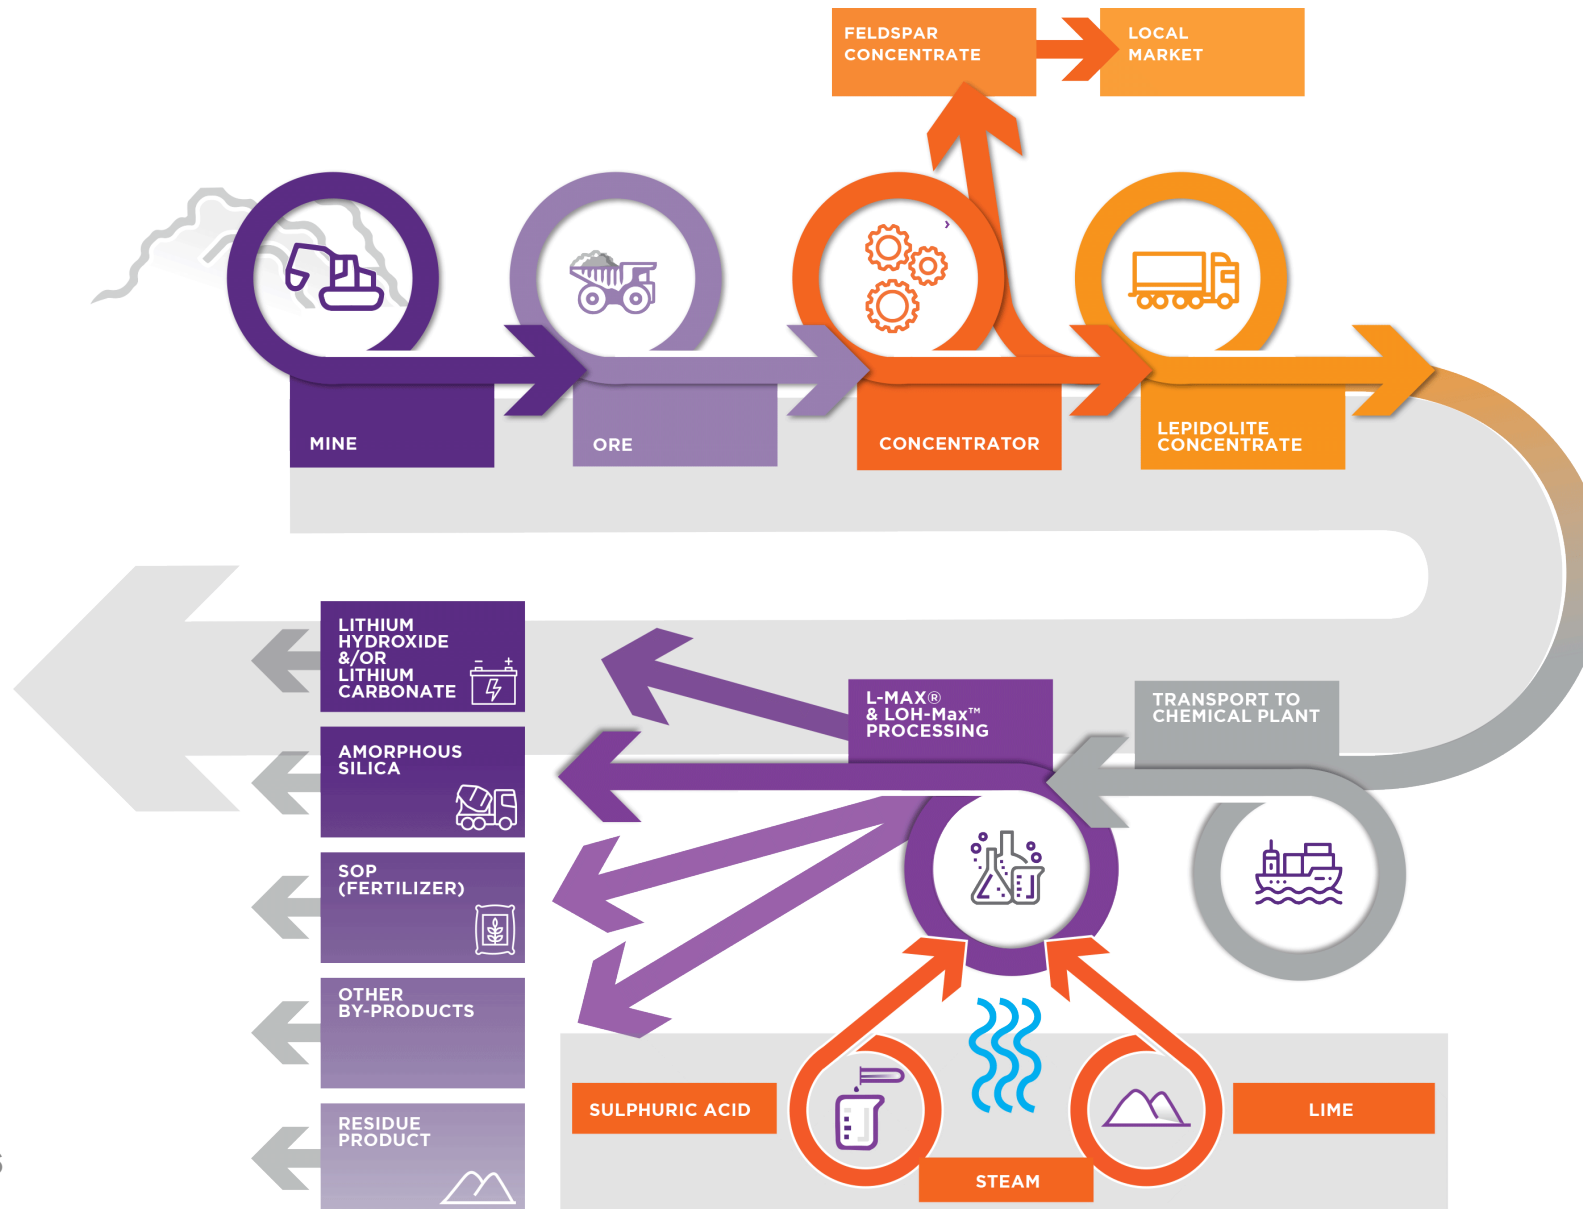 FELDSPAR
CONCENTRATE
LOCAL
MARKET
MINE
ORE
CONCENTRATOR
LEPIDOLITE
CONCENTRATE
LITHIUM
HYDROXIDE
&/OR
LITHIUM
CARBONATE
L-MAX®
& LOH-Max™
PROCESSING
TRANSPORT TO
CHEMICAL PLANT
AMORPHOUS
SILICA
SOP
(FERTILIZER)
OTHER
BY-PRODUCTS
RESIDUE
PRODUCT
SULPHURIC ACID
LIME
STEAM